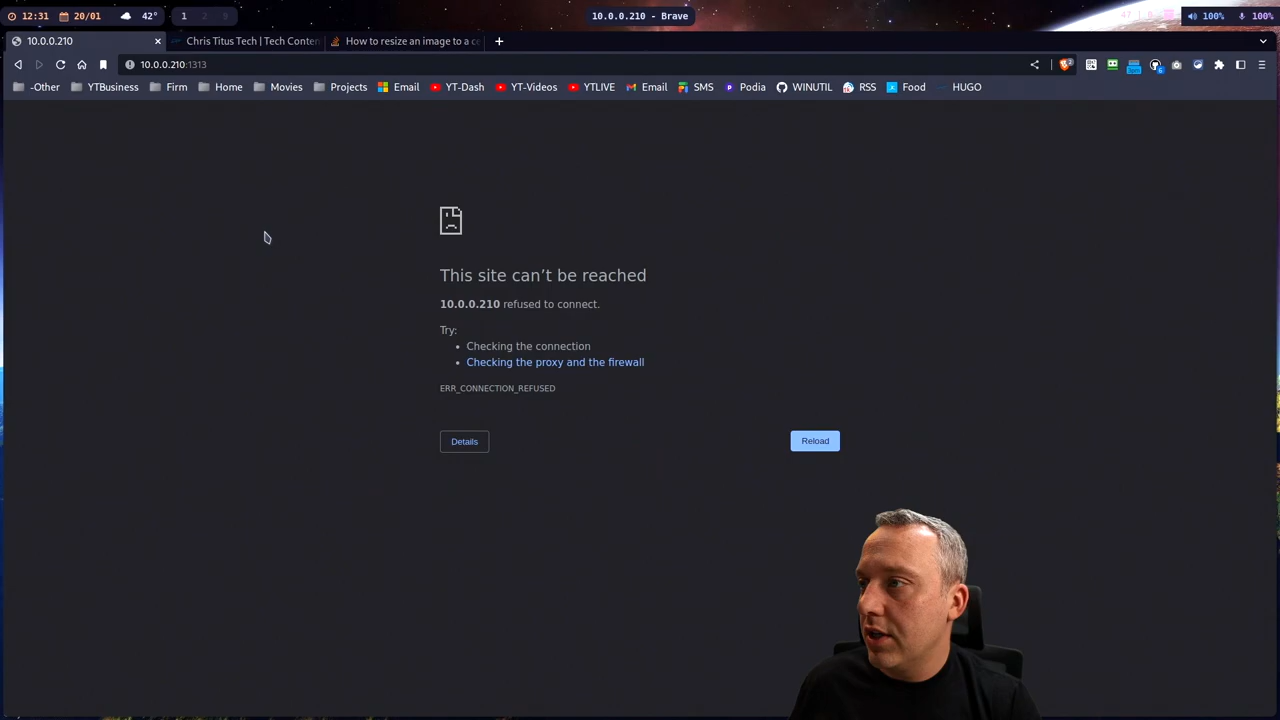 12:31 20/01 42° 1 2 9 10.0.0.210 - Brave 47 100% 100%
10.0.0.210 Chris Titus Tech | Tech Conten How to resize an image to a ce
10.0.0.210:1313
-Other YTBusiness Firm Home Movies Projects Email YT-Dash YT-Videos YTLIVE Email SMS Podia WINUTIL RSS Food HUGO
This site can’t be reached
10.0.0.210 refused to connect.
Try:
• Checking the connection
• Checking the proxy and the firewall
ERR_CONNECTION_REFUSED
Details Reload